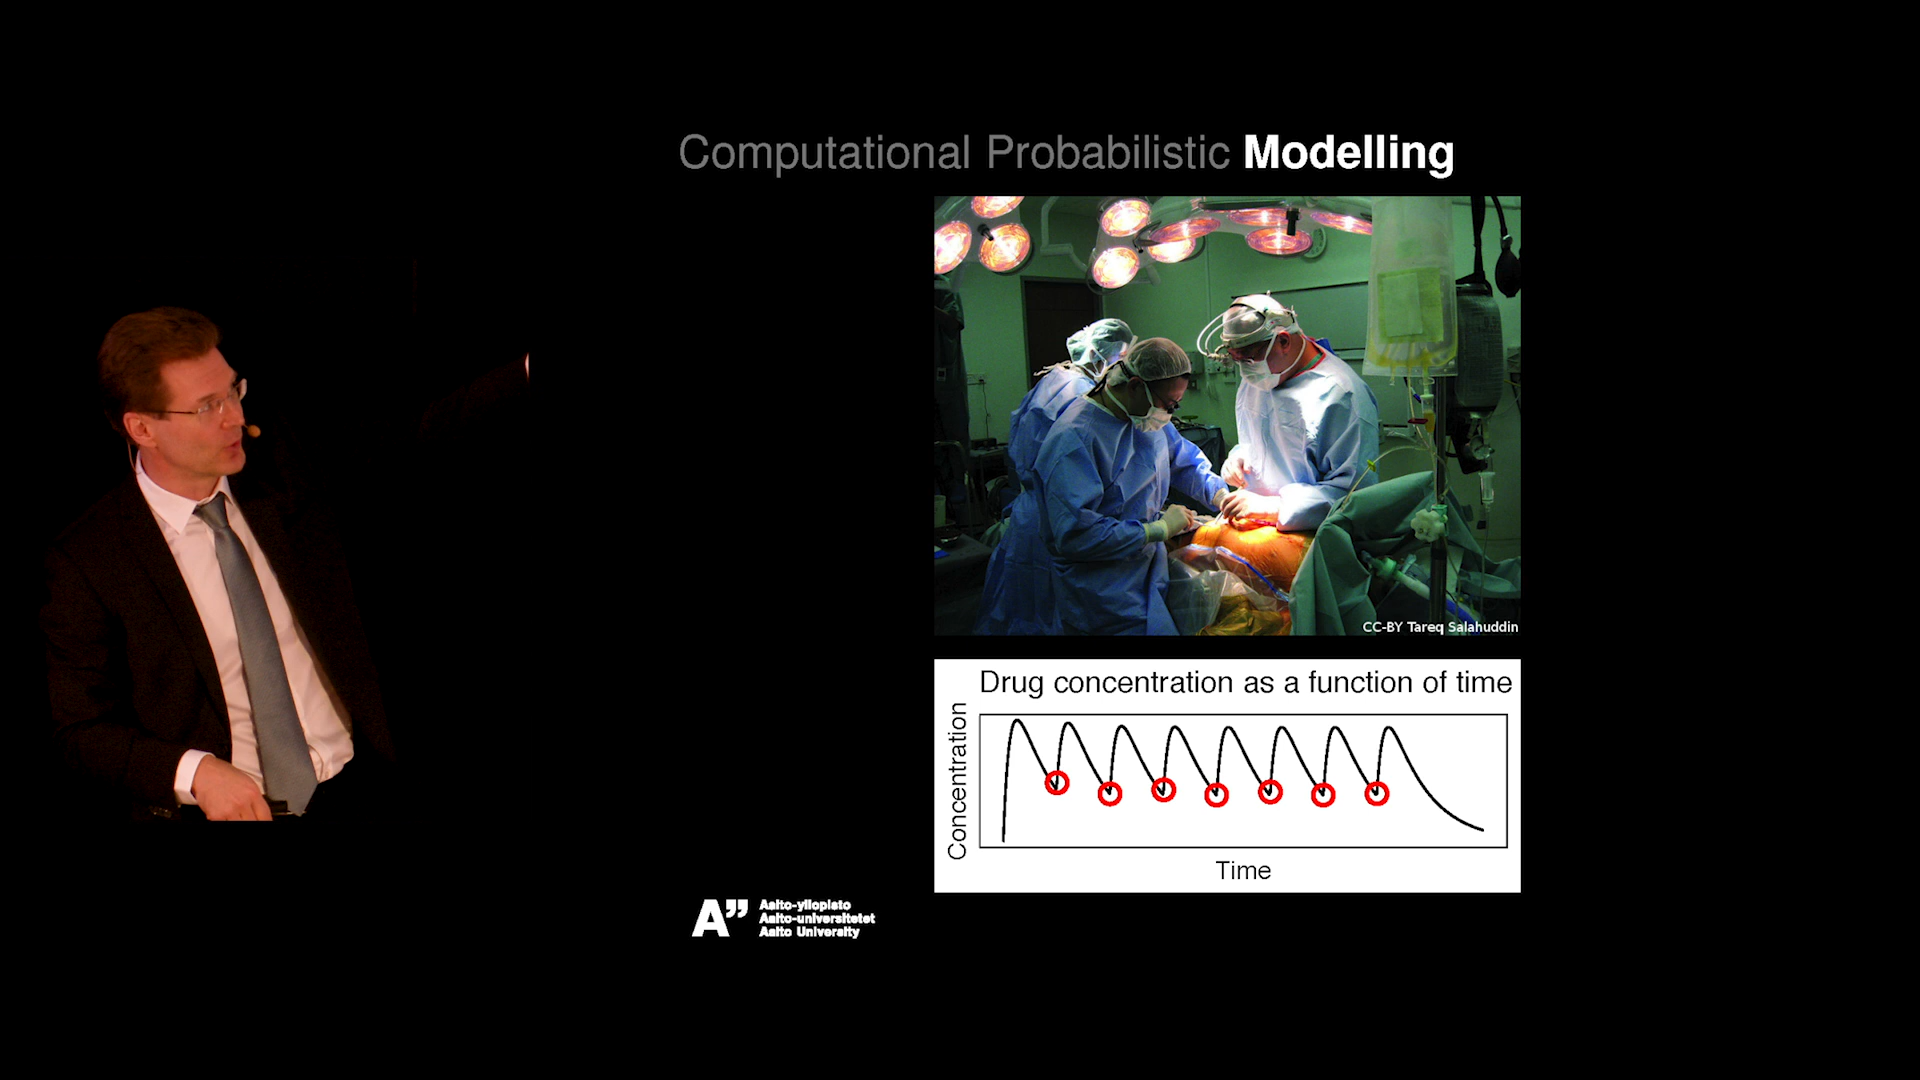 Computational Probabilistic Modelling
CC-BY Tareq Salahuddin
Drug concentration as a function of time
Concentration
Time
A”
Aalto-yliopisto
Aalto-universitetet
Aalto University